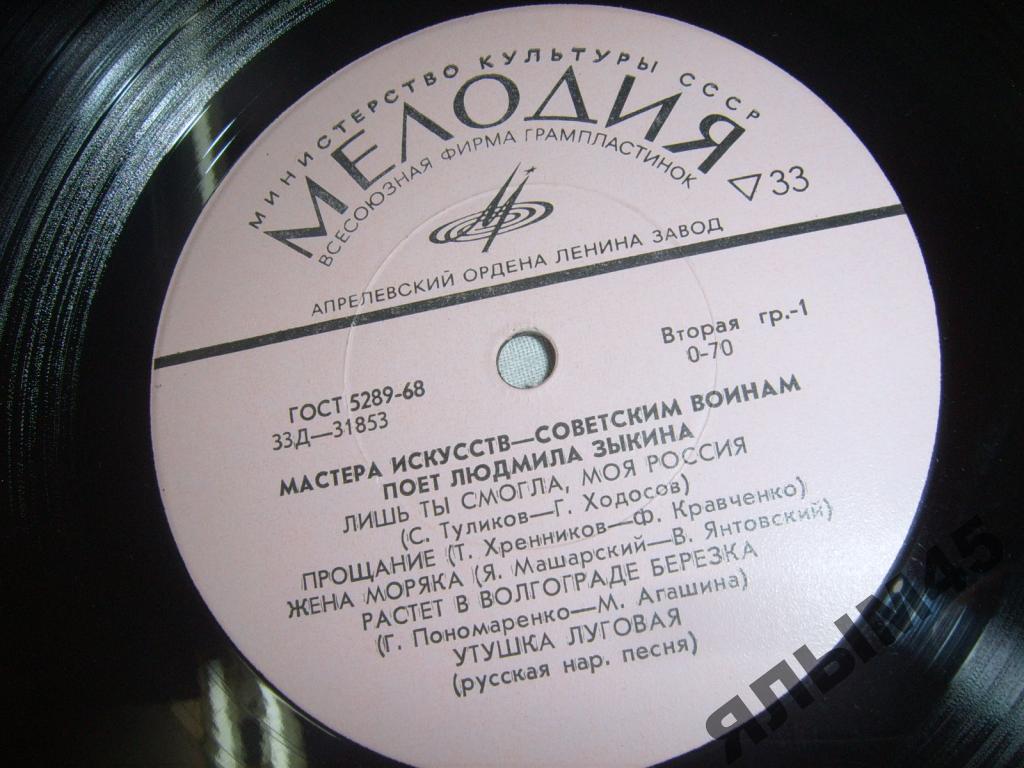 МИНИСТЕРСТВО КУЛЬТУРЫ СССР
МЕЛОДИЯ
ВСЕСОЮЗНАЯ ФИРМА ГРАМПЛАСТИНОК
33
АПРЕЛЕВСКИЙ ОРДЕНА ЛЕНИНА ЗАВОД
Вторая гр.-1
0-70
ГОСТ 5289-68
33Д—31853
МАСТЕРА ИСКУССТВ—СОВЕТСКИМ ВОИНАМ
ПОЕТ ЛЮДМИЛА ЗЫКИНА
ЛИШЬ ТЫ СМОГЛА, МОЯ РОССИЯ
(С. Туликов—Г. Ходосов)
ПРОЩАНИЕ (Т. Хренников—Ф. Кравченко)
ЖЕНА МОРЯКА (Я. Машарский—В. Янтовский)
РАСТЕТ В ВОЛГОГРАДЕ БЕРЕЗКА
(Г. Пономаренко—М. Агашина)
УТУШКА ЛУГОВАЯ
(русская нар. песня)
ЯЛЫМ45